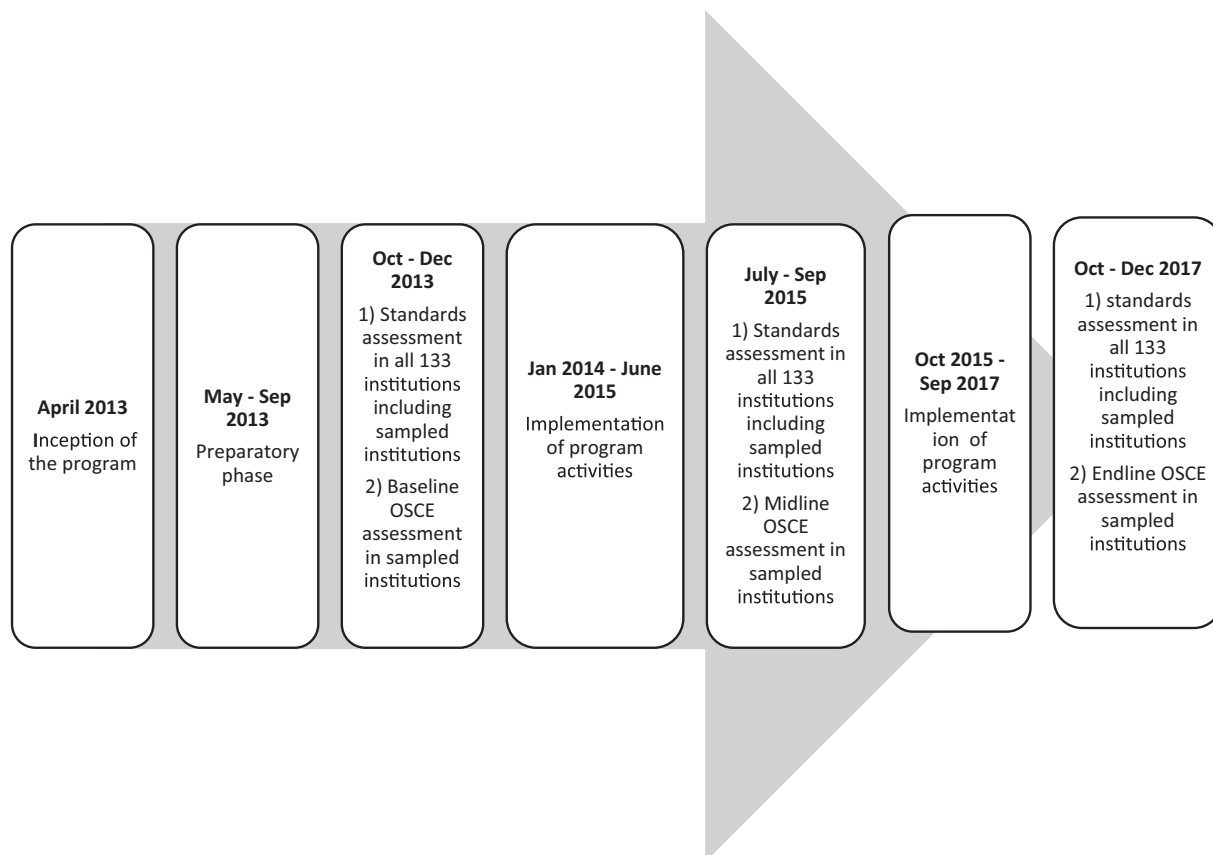 April 2013
Inception of
the program
May - Sep
2013
Preparatory
phase
Oct - Dec
2013
1) Standards
assessment
in all 133
institutions
including
sampled
institutions
2) Baseline
OSCE
assessment
in sampled
institutions
Jan 2014 - June
2015
Implementation
of program
activities
July - Sep
2015
1) Standards
assessment in
all 133
institutions
including
sampled
institutions
2) Midline
OSCE
assessment in
sampled
institutions
Oct 2015 -
Sep 2017
Implementat
ion of
program
activities
Oct - Dec 2017
1) standards
assessment in
all 133
institutions
including
sampled
institutions
2) Endline OSCE
assessment in
sampled
institutions